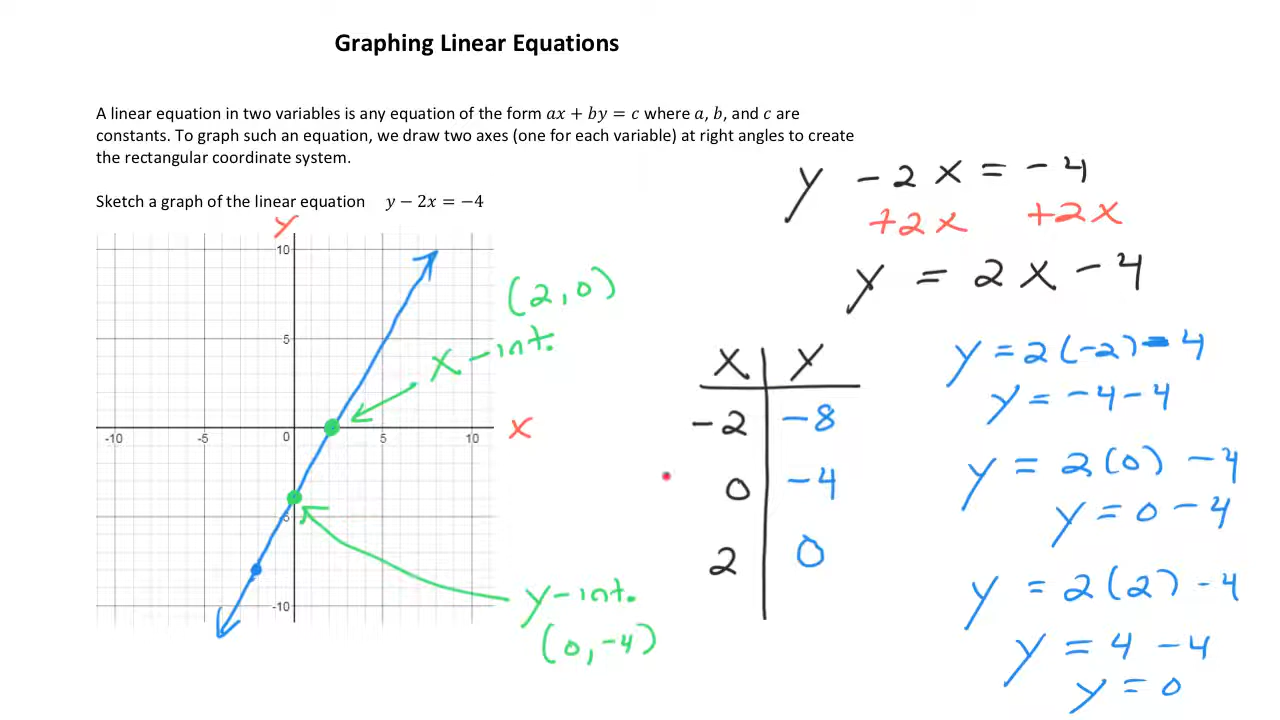 Graphing Linear Equations
A linear equation in two variables is any equation of the form ax + by = c where a, b, and c are
constants. To graph such an equation, we draw two axes (one for each variable) at right angles to create
the rectangular coordinate system.
Sketch a graph of the linear equation y − 2x = −4
y
10
5
-10 -5 0 5 10
-5
-10
x
(2, 0)
x-int.
y-int.
(0, -4)
y - 2x = -4
+2x +2x
y = 2x - 4
x y
-2 -8
0 -4
2 0
y = 2(-2) - 4
y = -4 - 4
y = 2(0) - 4
y = 0 - 4
y = 2(2) - 4
y = 4 - 4
y = 0